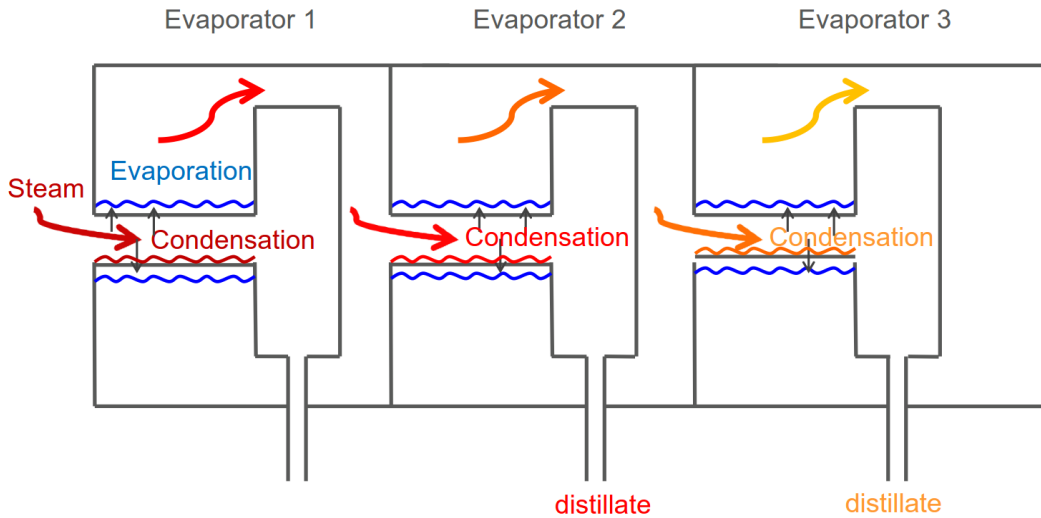 Evaporator 1
Evaporator 2
Evaporator 3
Evaporation
Steam
Condensation
Condensation
Condensation
distillate
distillate